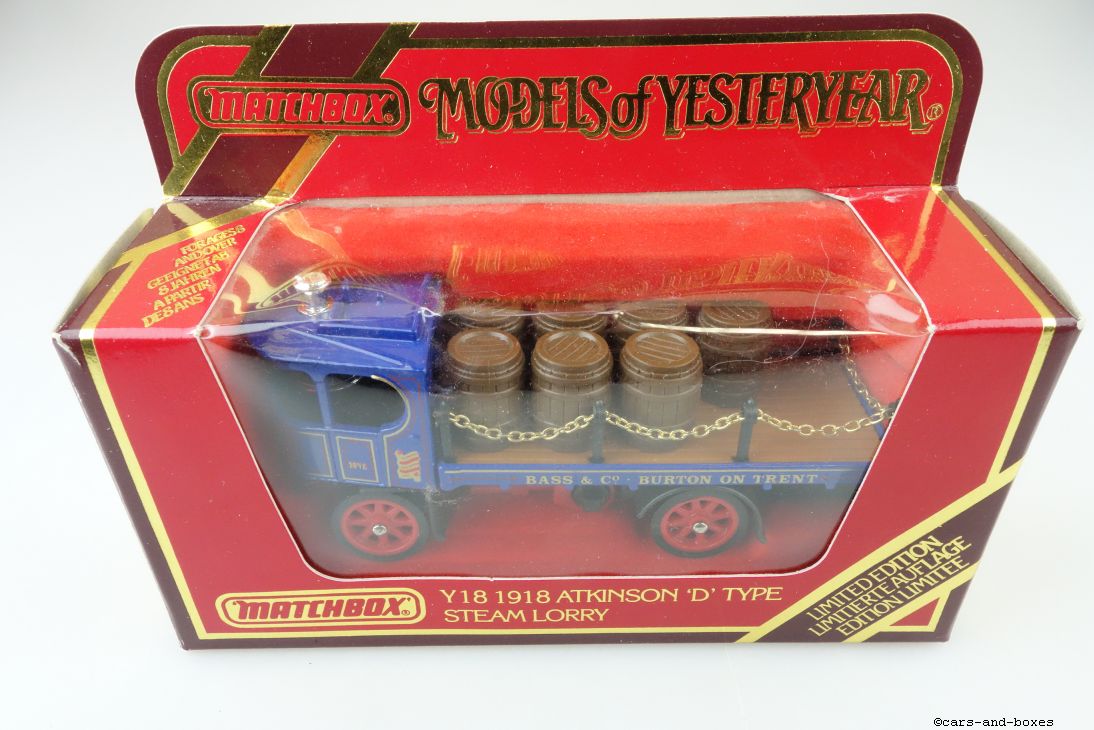 MATCHBOX®
MODELS of YESTERYEAR®
FOR AGES 8
AND OVER
GEEIGNET AB
8 JAHREN
A PARTIR
DE 8 ANS
BASS & Co · BURTON ON TRENT
MATCHBOX®
Y18 1918 ATKINSON 'D' TYPE
STEAM LORRY
LIMITED EDITION
LIMITIERTE AUFLAGE
EDITION LIMITEE
©cars-and-boxes